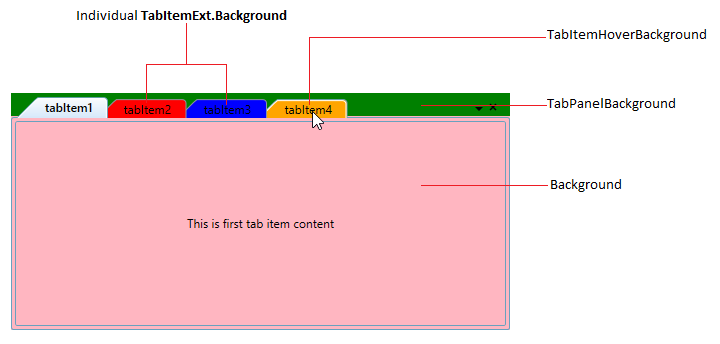 Individual TabItemExt.Background
TabItemHoverBackground
tabItem1 tabItem2 tabItem3 tabItem4
TabPanelBackground
Background
This is first tab item content